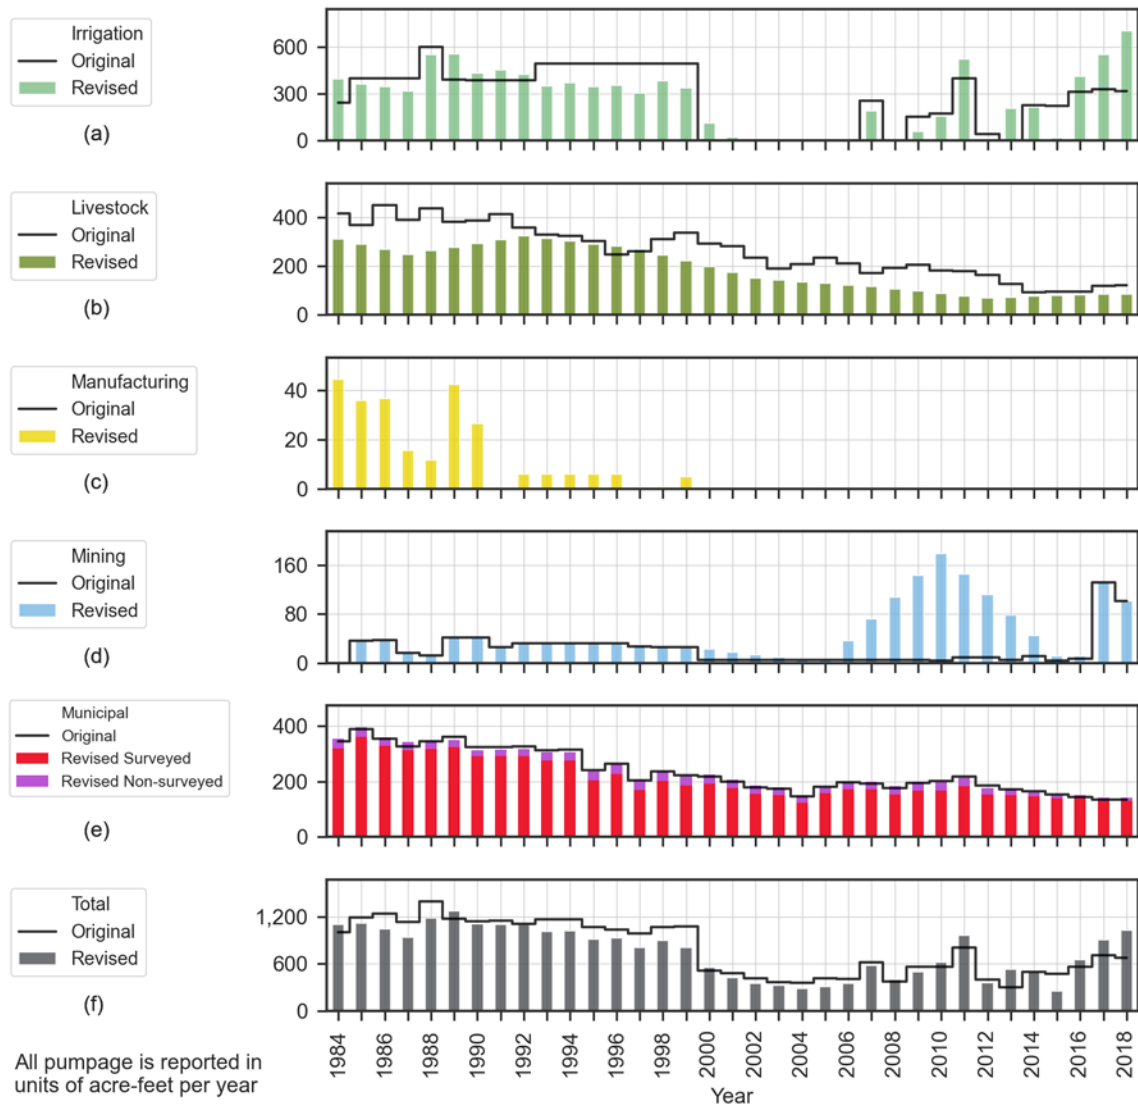 Irrigation
Original
Revised
(a)
600
300
0
Livestock
Original
Revised
(b)
400
200
0
Manufacturing
Original
Revised
(c)
40
20
0
Mining
Original
Revised
(d)
160
80
0
Municipal
Original
Revised Surveyed
Revised Non-surveyed
(e)
400
200
0
Total
Original
Revised
(f)
1,200
600
0
1984 1986 1988 1990 1992 1994 1996 1998 2000 2002 2004 2006 2008 2010 2012 2014 2016 2018
Year
All pumpage is reported in
units of acre-feet per year